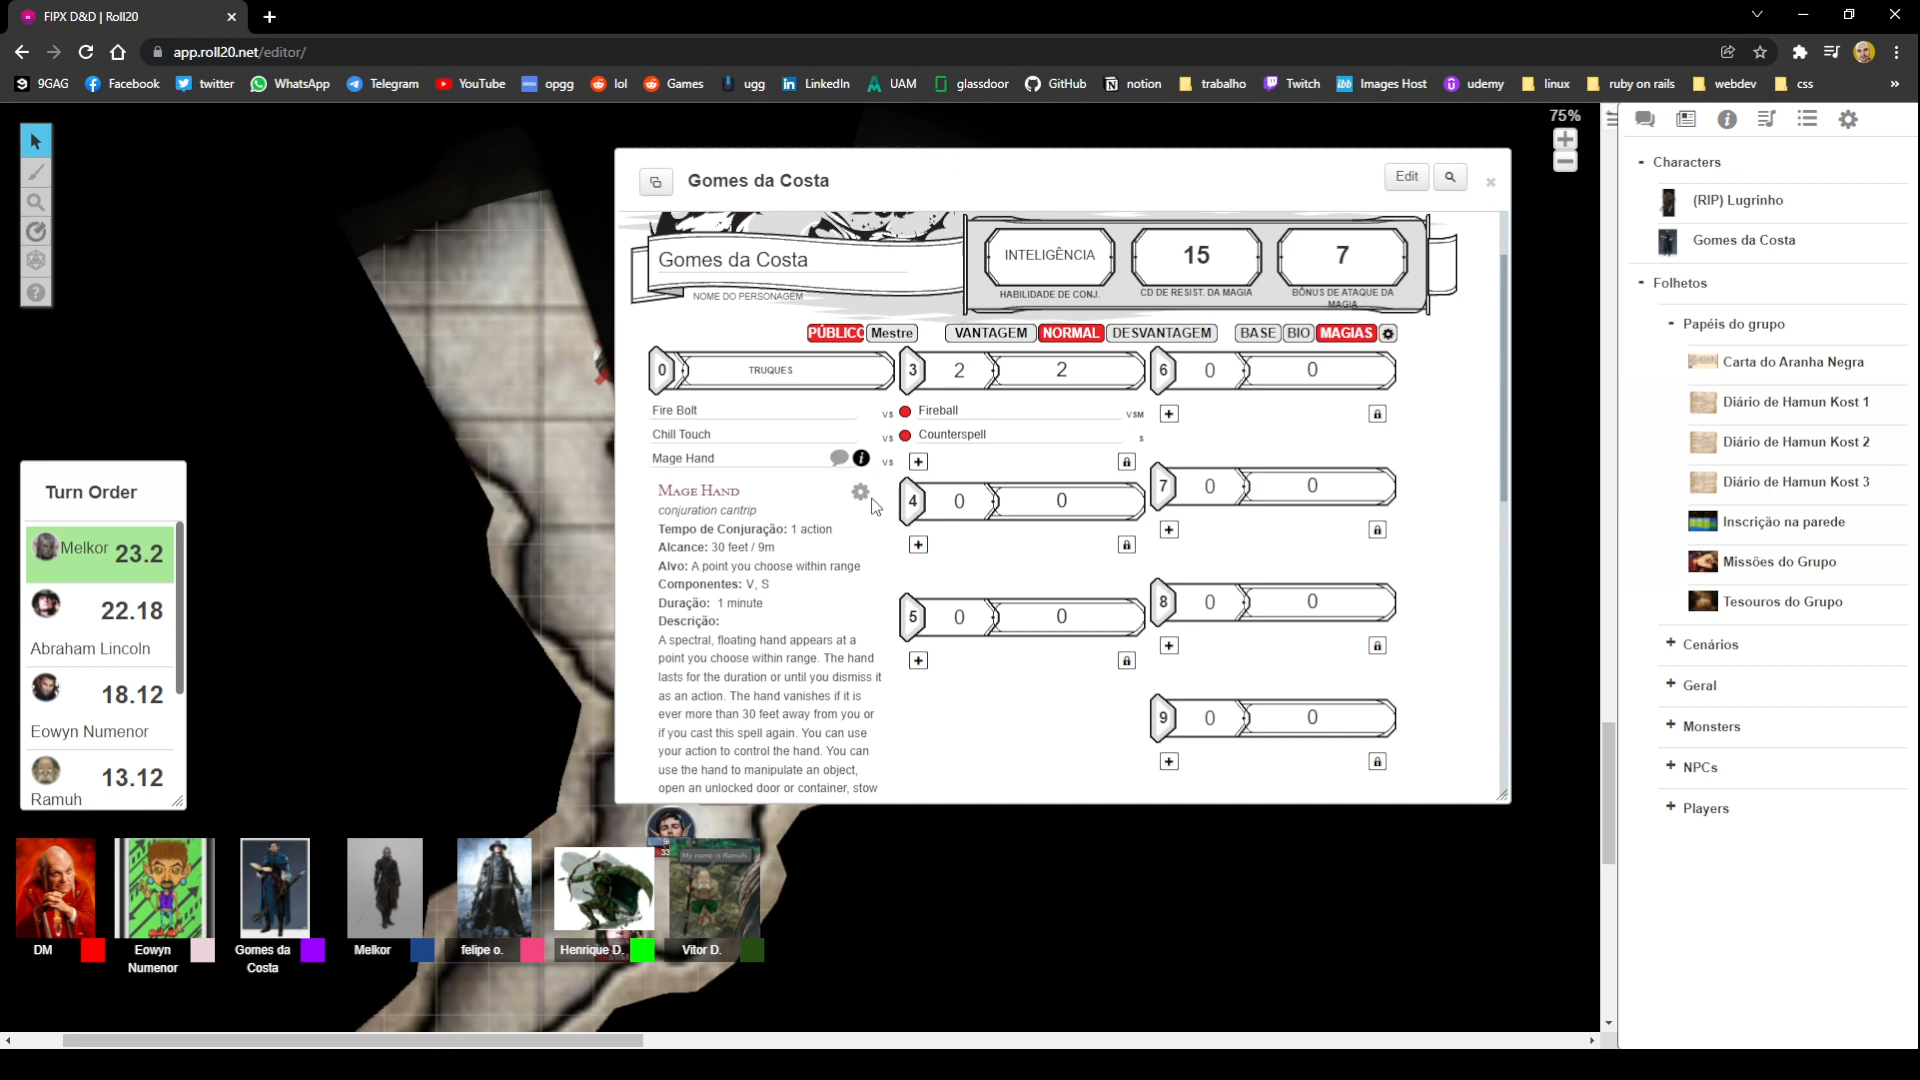 FIPX D&D | Roll20
app.roll20.net/editor/
9GAG Facebook twitter WhatsApp Telegram YouTube opgg lol Games ugg LinkedIn UAM glassdoor GitHub notion trabalho Twitch Images Host udemy linux ruby on rails webdev css »
75%
Gomes da Costa
Edit
Gomes da Costa
NOME DO PERSONAGEM
INTELIGÊNCIA
HABILIDADE DE CONJ.
15
CD DE RESIST. DA MAGIA
7
BÔNUS DE ATAQUE DA
MAGIA
PÚBLICO Mestre VANTAGEM NORMAL DESVANTAGEM BASE BIO MAGIAS
0 TRUQUES
Fire Bolt VS
Chill Touch VS
Mage Hand VS
MAGE HAND
conjuration cantrip
Tempo de Conjuração: 1 action
Alcance: 30 feet / 9m
Alvo: A point you choose within range
Componentes: V, S
Duração: 1 minute
Descrição:
A spectral, floating hand appears at a
point you choose within range. The hand
lasts for the duration or until you dismiss it
as an action. The hand vanishes if it is
ever more than 30 feet away from you or
if you cast this spell again. You can use
your action to control the hand. You can
use the hand to manipulate an object,
open an unlocked door or container, stow
3 2 2
Fireball VSM
Counterspell S
4 0 0
5 0 0
6 0 0
7 0 0
8 0 0
9 0 0
Turn Order
Melkor 23.2
22.18
Abraham Lincoln
18.12
Eowyn Numenor
13.12
Ramuh
My name is Ramuh.
DM
Eowyn
Numenor
Gomes da
Costa
Melkor
felipe o.
Henrique D.
Vitor D.
Characters
(RIP) Lugrinho
Gomes da Costa
Folhetos
Papéis do grupo
Carta do Aranha Negra
Diário de Hamun Kost 1
Diário de Hamun Kost 2
Diário de Hamun Kost 3
Inscrição na parede
Missões do Grupo
Tesouros do Grupo
Cenários
Geral
Monsters
NPCs
Players